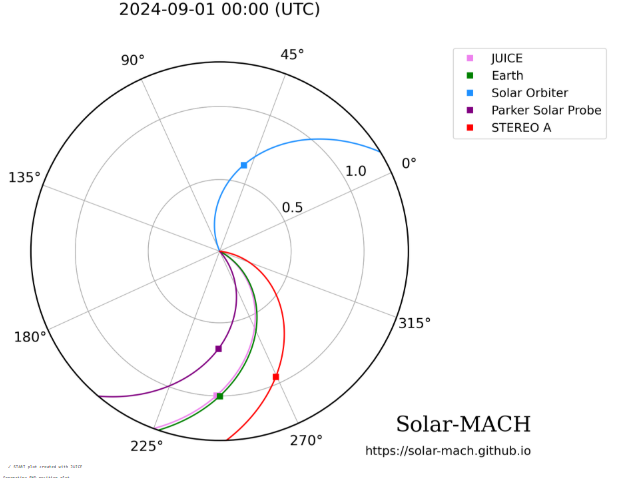 2024-09-01 00:00 (UTC)
90°
45°
JUICE
Earth
Solar Orbiter
Parker Solar Probe
STEREO A
135°
0°
1.0
0.5
180°
315°
225°
270°
Solar-MACH
https://solar-mach.github.io